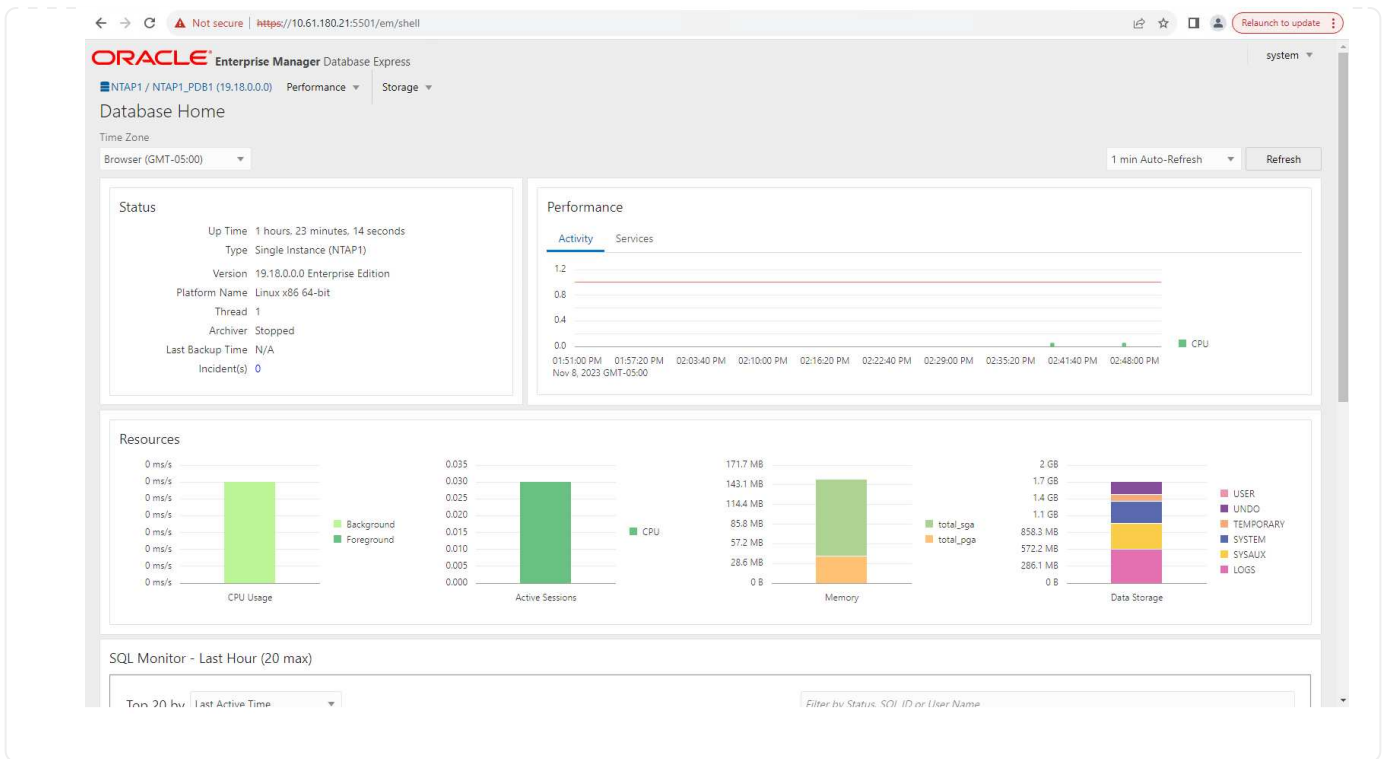 Not secure | https://10.61.180.21:5501/em/shell
Relaunch to update
ORACLE Enterprise Manager Database Express
system
NTAP1 / NTAP1_PDB1 (19.18.0.0.0) Performance Storage
Database Home
Time Zone
Browser (GMT-05:00)
1 min Auto-Refresh Refresh
Status
Up Time 1 hours, 23 minutes, 14 seconds
Type Single Instance (NTAP1)
Version 19.18.0.0.0 Enterprise Edition
Platform Name Linux x86 64-bit
Thread 1
Archiver Stopped
Last Backup Time N/A
Incident(s) 0
Performance
Activity Services
1.2
0.8
0.4
0.0
CPU
01:51:00 PM 01:57:20 PM 02:03:40 PM 02:10:00 PM 02:16:20 PM 02:22:40 PM 02:29:00 PM 02:35:20 PM 02:41:40 PM 02:48:00 PM
Nov 8, 2023 GMT-05:00
Resources
0 ms/s
0 ms/s
0 ms/s
0 ms/s
0 ms/s
0 ms/s
0 ms/s
0 ms/s
Background
Foreground
CPU Usage
0.035
0.030
0.025
0.020
0.015
0.010
0.005
0.000
CPU
Active Sessions
171.7 MB
143.1 MB
114.4 MB
85.8 MB
57.2 MB
28.6 MB
0 B
total_sga
total_pga
Memory
2 GB
1.7 GB
1.4 GB
1.1 GB
858.3 MB
572.2 MB
286.1 MB
0 B
USER
UNDO
TEMPORARY
SYSTEM
SYSAUX
LOGS
Data Storage
SQL Monitor - Last Hour (20 max)
Top 20 by Last Active Time
Filter by Status, SQL ID or User Name